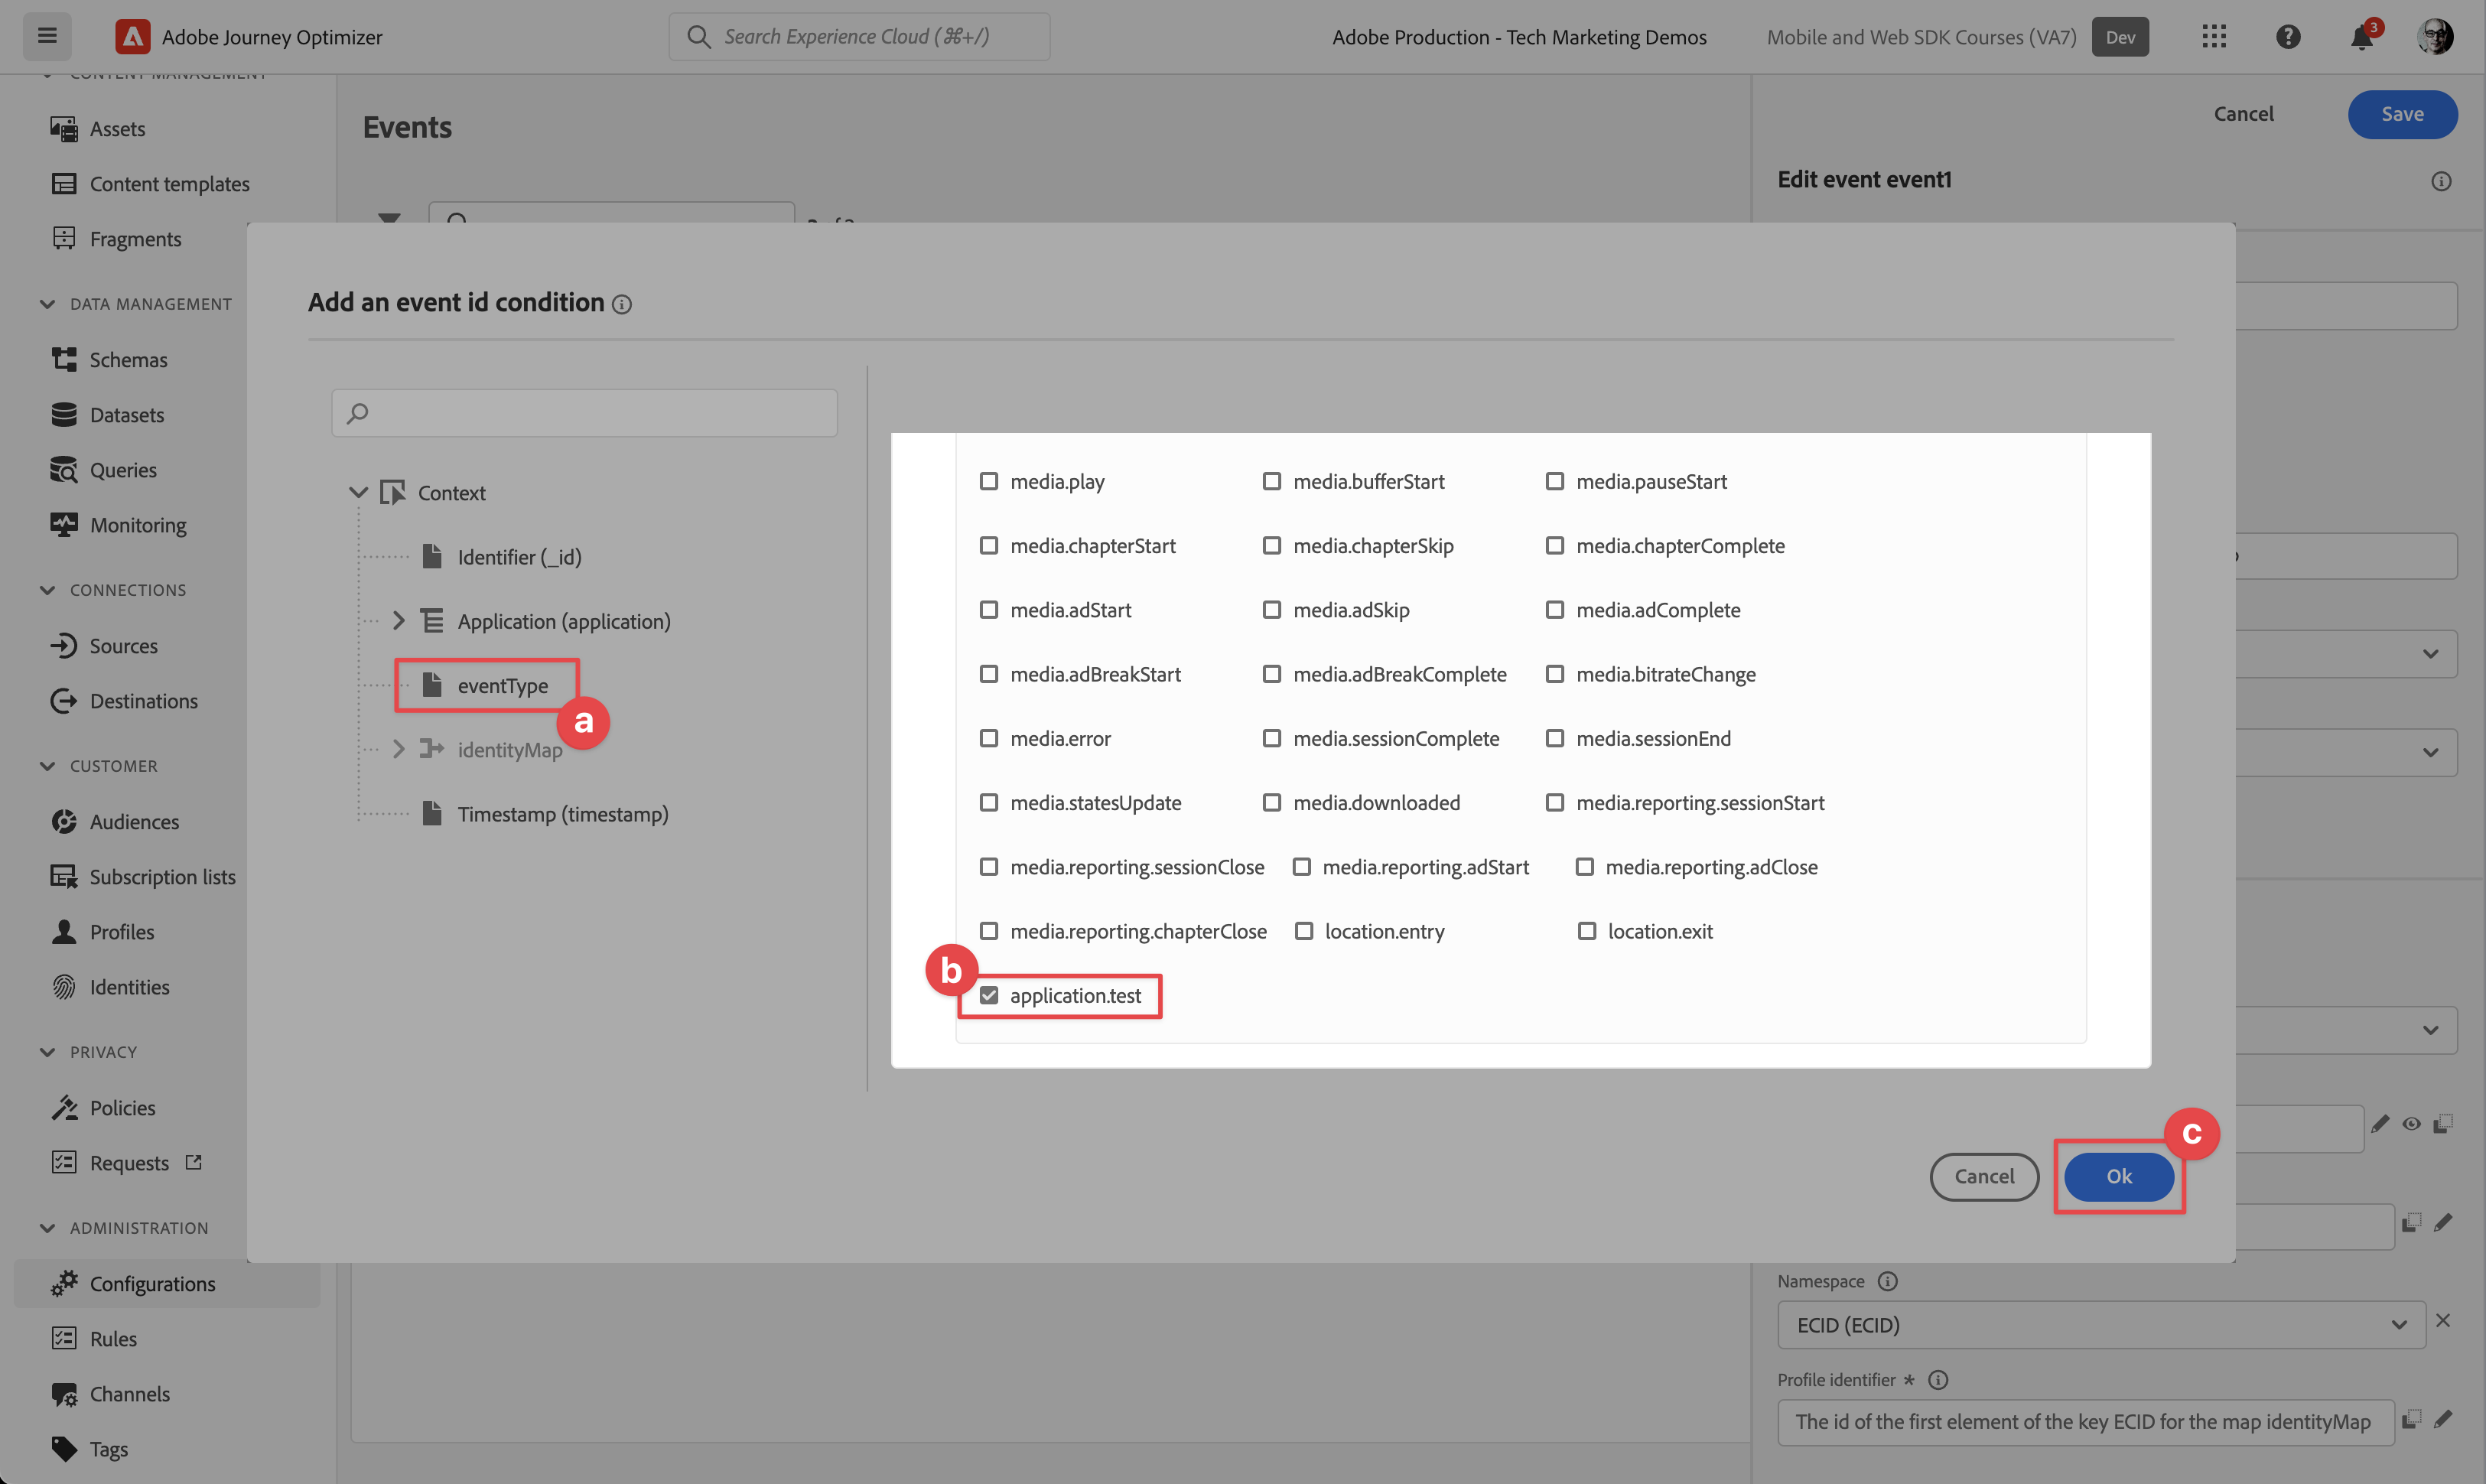 Adobe Journey Optimizer
Search Experience Cloud (⌘+/)
Adobe Production - Tech Marketing Demos
Mobile and Web SDK Courses (VA7)
Dev
3
CONTENT MANAGEMENT
Assets
Content templates
Fragments
DATA MANAGEMENT
Schemas
Datasets
Queries
Monitoring
CONNECTIONS
Sources
Destinations
CUSTOMER
Audiences
Subscription lists
Profiles
Identities
PRIVACY
Policies
Requests
ADMINISTRATION
Configurations
Rules
Channels
Tags
Events
Cancel
Save
Edit event event1
Add an event id condition
Context
Identifier (_id)
Application (application)
eventType
a
identityMap
Timestamp (timestamp)
media.play media.bufferStart media.pauseStart
media.chapterStart media.chapterSkip media.chapterComplete
media.adStart media.adSkip media.adComplete
media.adBreakStart media.adBreakComplete media.bitrateChange
media.error media.sessionComplete media.sessionEnd
media.statesUpdate media.downloaded media.reporting.sessionStart
media.reporting.sessionClose media.reporting.adStart media.reporting.adClose
media.reporting.chapterClose location.entry location.exit
b
application.test
c
Cancel
Ok
Namespace
ECID (ECID)
Profile identifier *
The id of the first element of the key ECID for the map identityMap